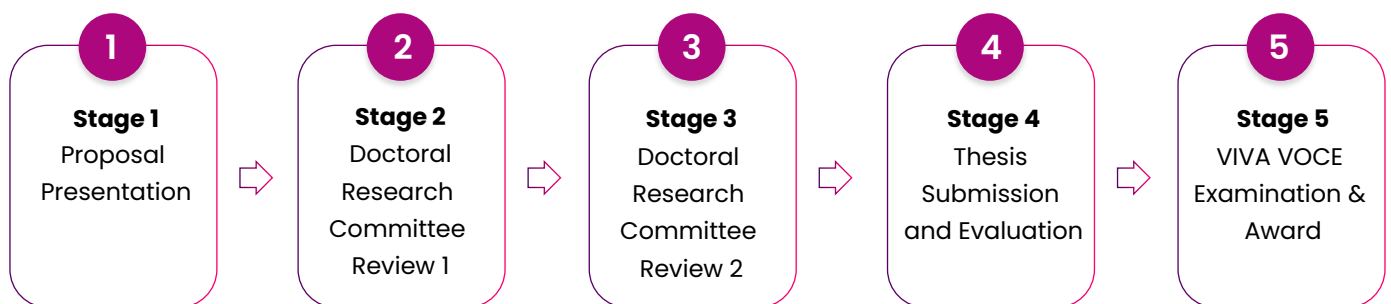 1
Stage 1
Proposal
Presentation
2
Stage 2
Doctoral
Research
Committee
Review 1
3
Stage 3
Doctoral
Research
Committee
Review 2
4
Stage 4
Thesis
Submission
and Evaluation
5
Stage 5
VIVA VOCE
Examination &
Award